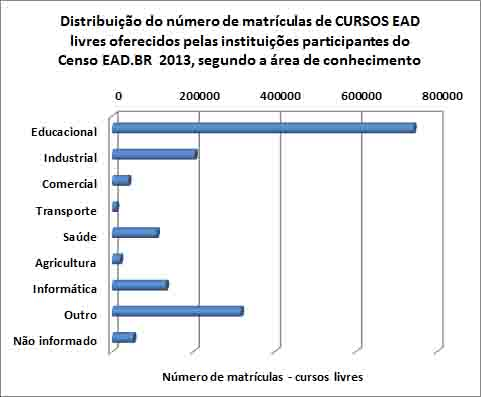 Distribuição do número de matrículas de CURSOS EAD
livres oferecidos pelas instituições participantes do
Censo EAD.BR 2013, segundo a área de conhecimento
0 200000 400000 600000 800000
Educacional
Industrial
Comercial
Transporte
Saúde
Agricultura
Informática
Outro
Não informado
Número de matrículas - cursos livres